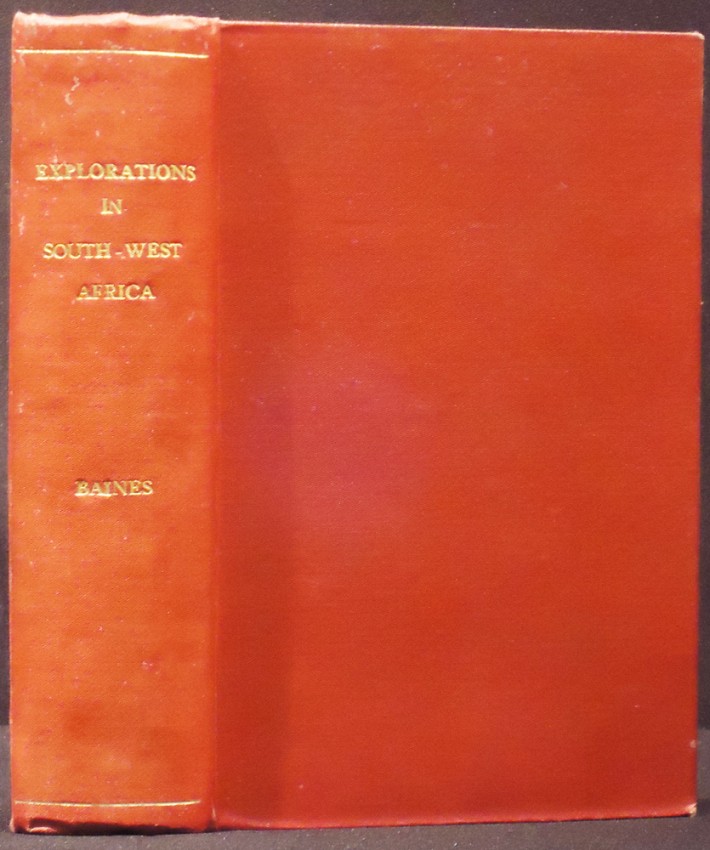 EXPLORATIONS
IN
SOUTH-WEST
AFRICA
BAINES